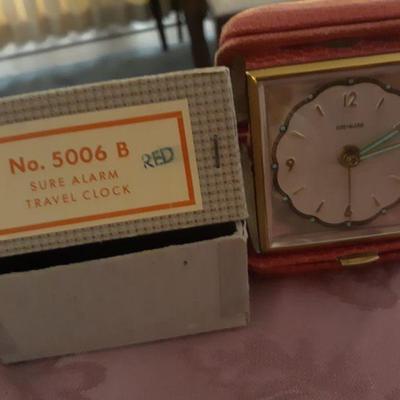 No. 5006 B
RED
SURE ALARM
TRAVEL CLOCK
12
9
6